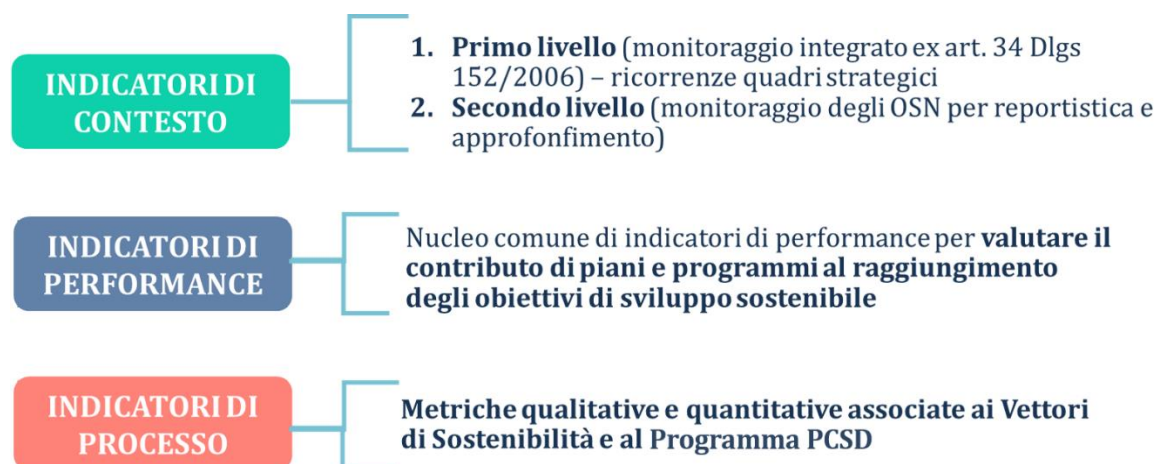 INDICATORI DI
CONTESTO
1. Primo livello (monitoraggio integrato ex art. 34 Dlgs
152/2006) – ricorrenze quadri strategici
2. Secondo livello (monitoraggio degli OSN per reportistica e
approfonfimento)
INDICATORI DI
PERFORMANCE
Nucleo comune di indicatori di performance per valutare il
contributo di piani e programmi al raggiungimento
degli obiettivi di sviluppo sostenibile
INDICATORI DI
PROCESSO
Metriche qualitative e quantitative associate ai Vettori
di Sostenibilità e al Programma PCSD